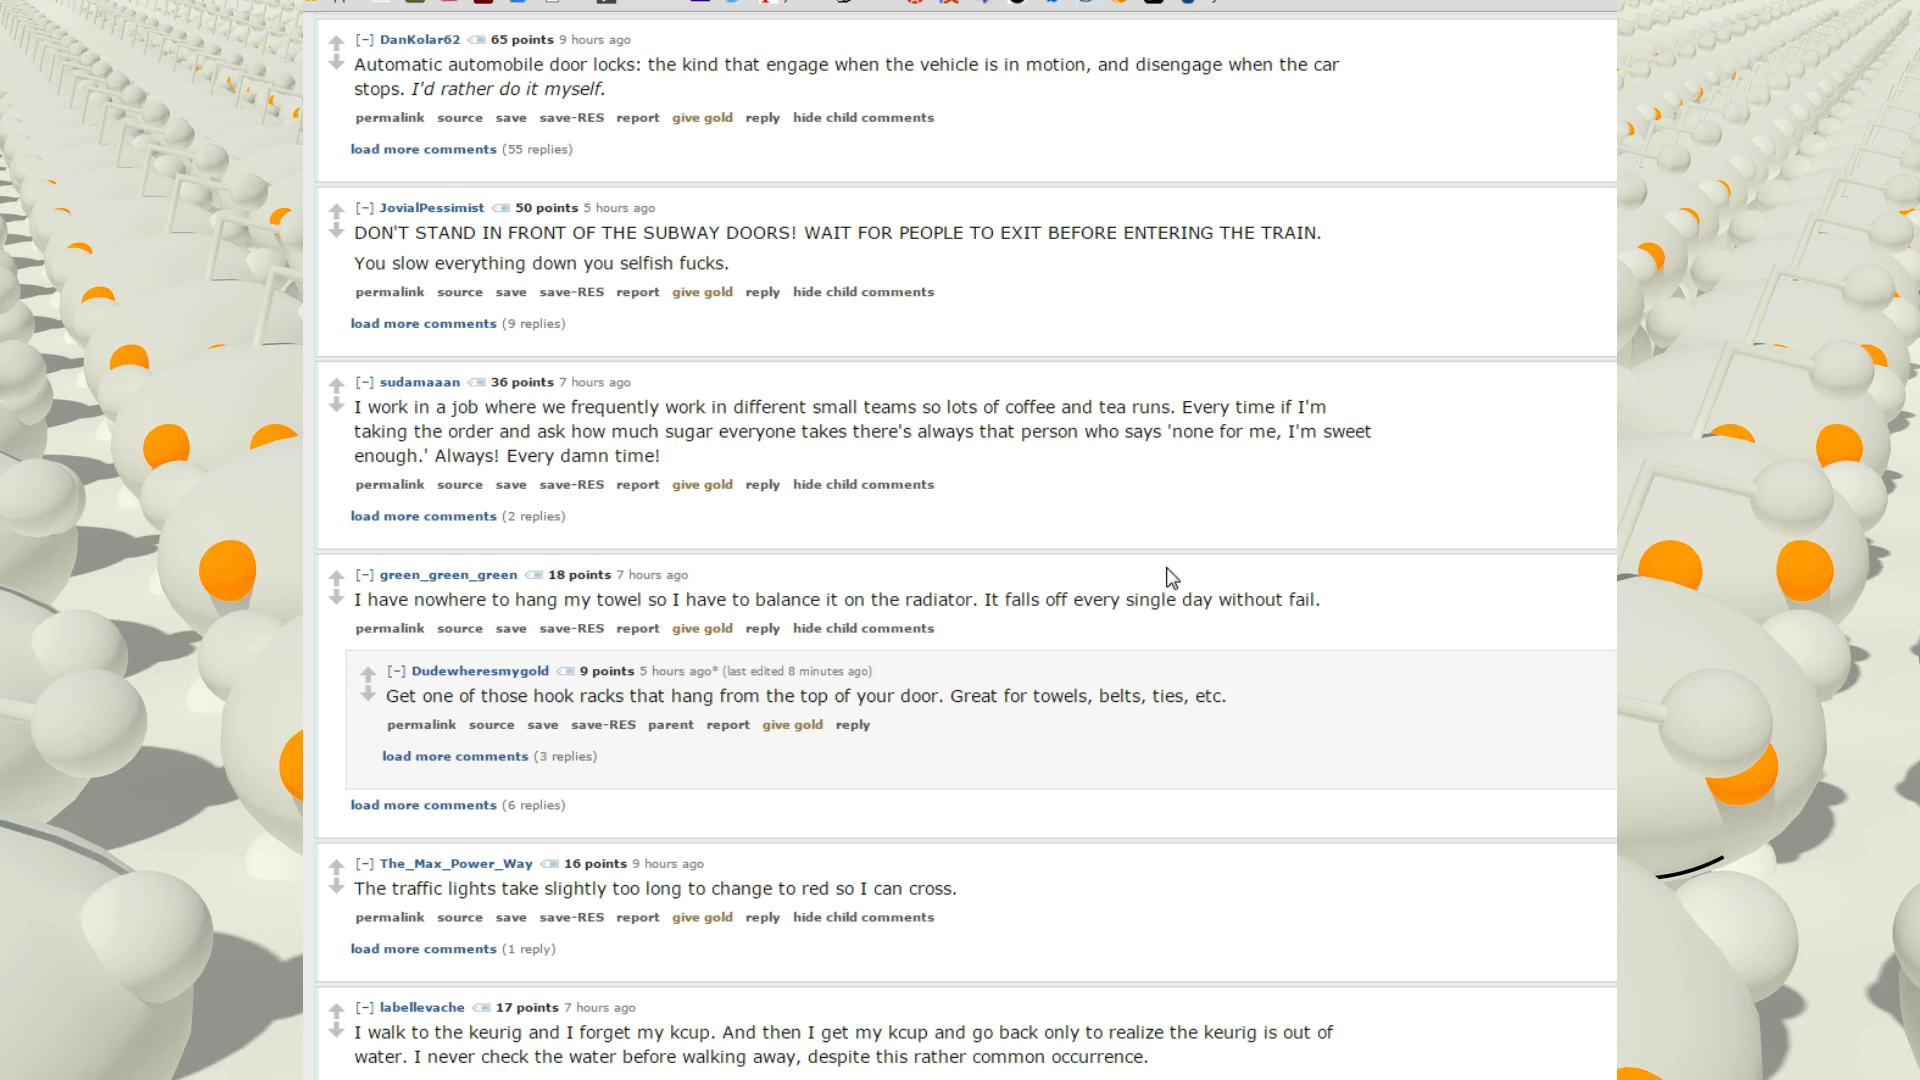 [-] DanKolar62 65 points 9 hours ago
Automatic automobile door locks: the kind that engage when the vehicle is in motion, and disengage when the car
stops. I'd rather do it myself.
permalink source save save-RES report give gold reply hide child comments
load more comments (55 replies)
[-] JovialPessimist 50 points 5 hours ago
DON'T STAND IN FRONT OF THE SUBWAY DOORS! WAIT FOR PEOPLE TO EXIT BEFORE ENTERING THE TRAIN.
You slow everything down you selfish fucks.
permalink source save save-RES report give gold reply hide child comments
load more comments (9 replies)
[-] sudamaaan 36 points 7 hours ago
I work in a job where we frequently work in different small teams so lots of coffee and tea runs. Every time if I'm
taking the order and ask how much sugar everyone takes there's always that person who says 'none for me, I'm sweet
enough.' Always! Every damn time!
permalink source save save-RES report give gold reply hide child comments
load more comments (2 replies)
[-] green_green_green 18 points 7 hours ago
I have nowhere to hang my towel so I have to balance it on the radiator. It falls off every single day without fail.
permalink source save save-RES report give gold reply hide child comments
[-] Dudewheresmygold 9 points 5 hours ago* (last edited 8 minutes ago)
Get one of those hook racks that hang from the top of your door. Great for towels, belts, ties, etc.
permalink source save save-RES parent report give gold reply
load more comments (3 replies)
load more comments (6 replies)
[-] The_Max_Power_Way 16 points 9 hours ago
The traffic lights take slightly too long to change to red so I can cross.
permalink source save save-RES report give gold reply hide child comments
load more comments (1 reply)
[-] labellevache 17 points 7 hours ago
I walk to the keurig and I forget my kcup. And then I get my kcup and go back only to realize the keurig is out of
water. I never check the water before walking away, despite this rather common occurrence.